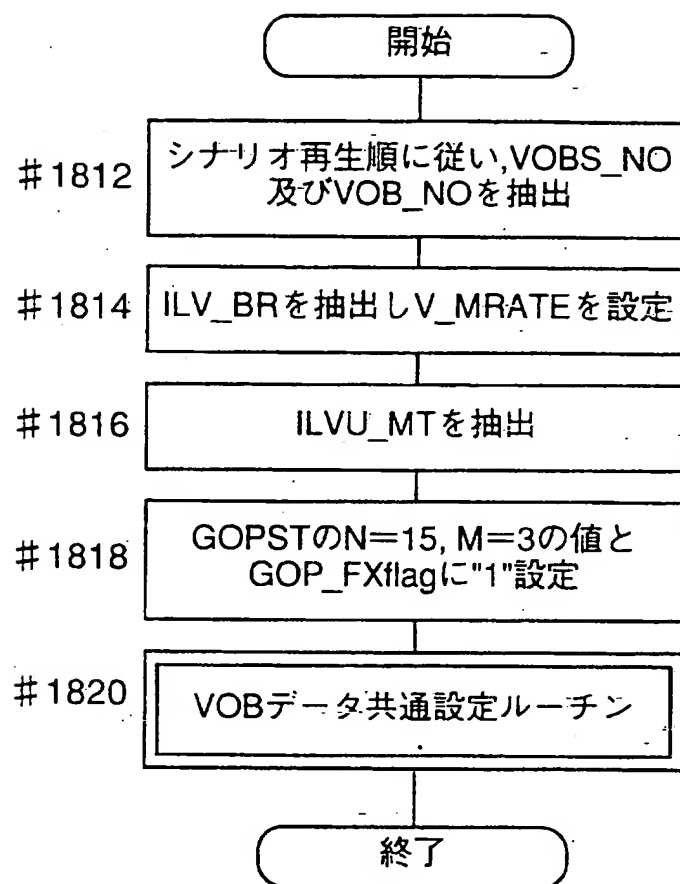 開始
#1812
シナリオ再生順に従い,VOBS_NO
及びVOB_NOを抽出
#1814
ILV_BRを抽出しV_MRATEを設定
#1816
ILVU_MTを抽出
#1818
GOPSTのN=15, M=3の値と
GOP_FXflagに"1"設定
#1820
VOBデータ共通設定ルーチン
終了